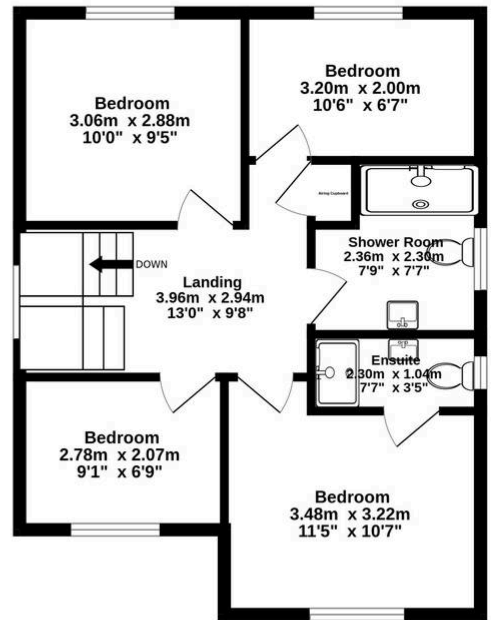 Bedroom
3.06m x 2.88m
10'0" x 9'5"
Bedroom
3.20m x 2.00m
10'6" x 6'7"
Airing Cupboard
Shower Room
2.36m x 2.30m
7'9" x 7'7"
DOWN
Landing
3.96m x 2.94m
13'0" x 9'8"
Ensuite
2.30m x 1.04m
7'7" x 3'5"
Bedroom
2.78m x 2.07m
9'1" x 6'9"
Bedroom
3.48m x 3.22m
11'5" x 10'7"